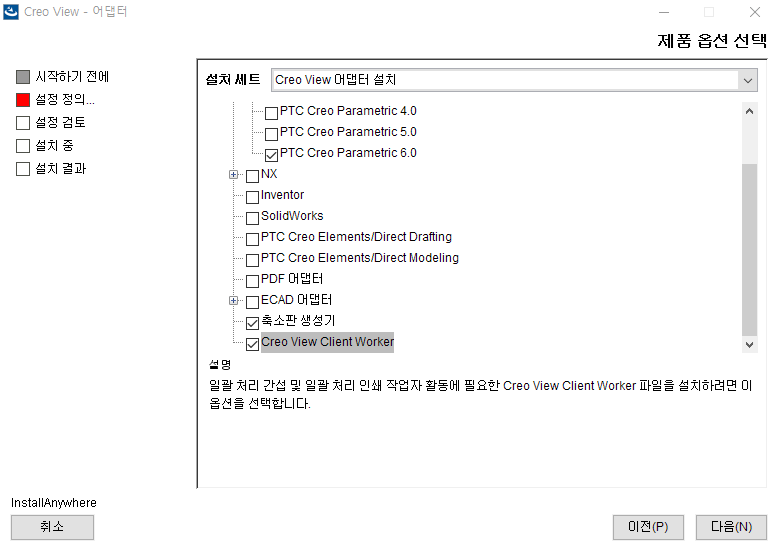 Creo View - 어댑터
제품 옵션 선택
시작하기 전에
설정 정의...
설정 검토
설치 중
설치 결과
설치 세트
Creo View 어댑터 설치
PTC Creo Parametric 4.0
PTC Creo Parametric 5.0
PTC Creo Parametric 6.0
NX
Inventor
SolidWorks
PTC Creo Elements/Direct Drafting
PTC Creo Elements/Direct Modeling
PDF 어댑터
ECAD 어댑터
축소판 생성기
Creo View Client Worker
설명
일괄 처리 간섭 및 일괄 처리 인쇄 작업자 활동에 필요한 Creo View Client Worker 파일을 설치하려면 이
옵션을 선택합니다.
InstallAnywhere
취소
이전(P)
다음(N)